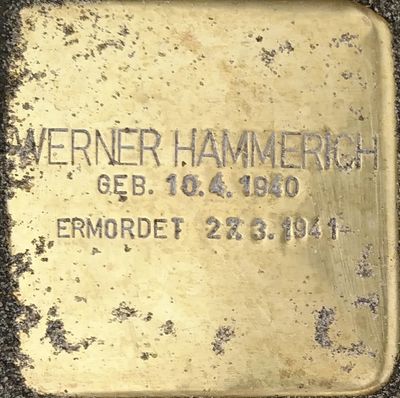 WERNER HAMMERICH
GEB. 10.4.1940
ERMORDET 27.3.1941